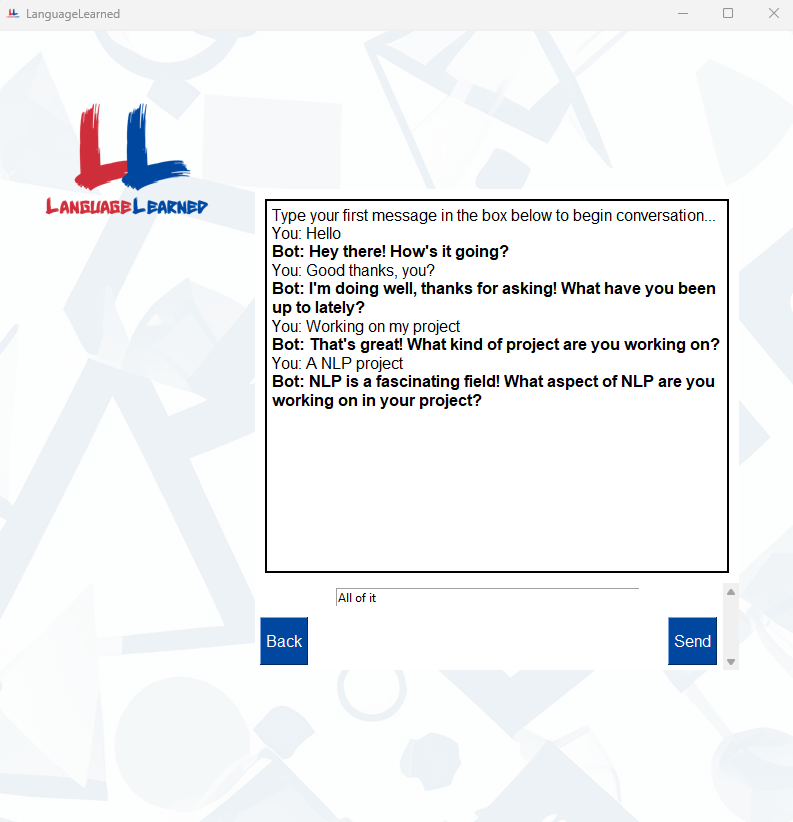 LanguageLearned
LL
LANGUAGELEARNED
Type your first message in the box below to begin conversation...
You: Hello
Bot: Hey there! How's it going?
You: Good thanks, you?
Bot: I'm doing well, thanks for asking! What have you been
up to lately?
You: Working on my project
Bot: That's great! What kind of project are you working on?
You: A NLP project
Bot: NLP is a fascinating field! What aspect of NLP are you
working on in your project?
All of it
Back
Send